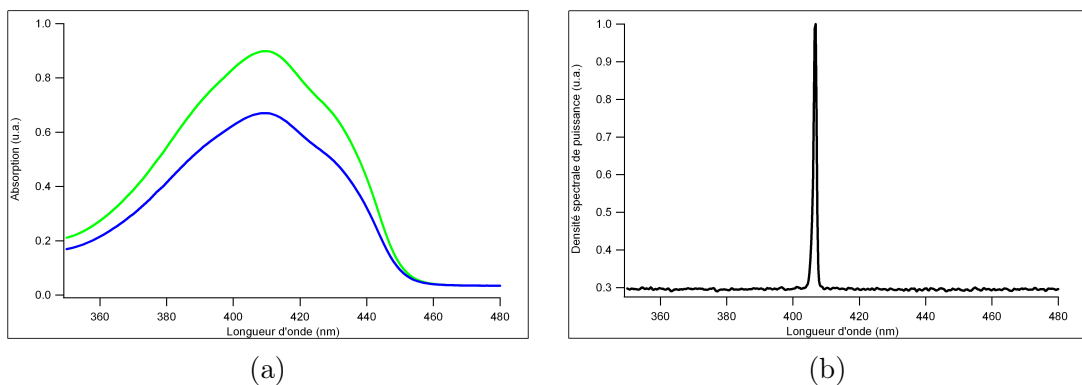 1.0
0.8
0.6
0.4
0.2
0.0
Absorption (u.a.)
360 380 400 420 440 460 480
Longueur d'onde (nm)
(a)
1.0
0.9
0.8
0.7
0.6
0.5
0.4
0.3
Densité spectrale de puissance (u.a.)
360 380 400 420 440 460 480
Longueur d'onde (nm)
(b)